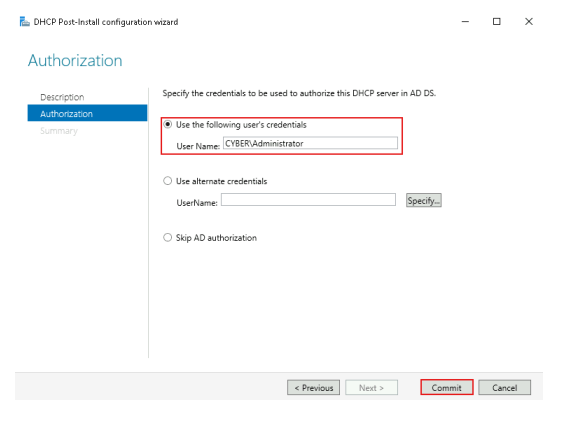 DHCP Post-Install configuration wizard
Authorization
Description
Authorization
Summary
Specify the credentials to be used to authorize this DHCP server in AD DS.
Use the following user's credentials
User Name: CYBER\Administrator
Use alternate credentials
UserName:
Specify...
Skip AD authorization
< Previous
Next >
Commit
Cancel